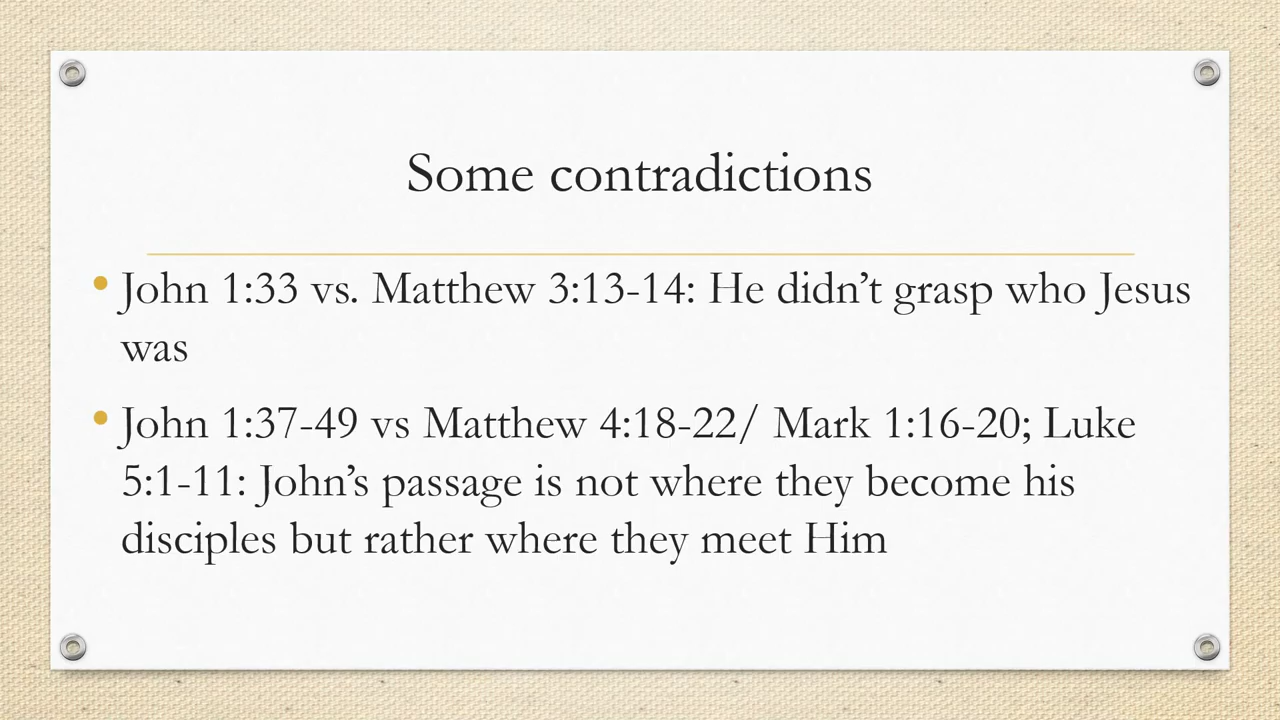 Some contradictions
• John 1:33 vs. Matthew 3:13-14: He didn’t grasp who Jesus
was
• John 1:37-49 vs Matthew 4:18-22/ Mark 1:16-20; Luke
5:1-11: John’s passage is not where they become his
disciples but rather where they meet Him